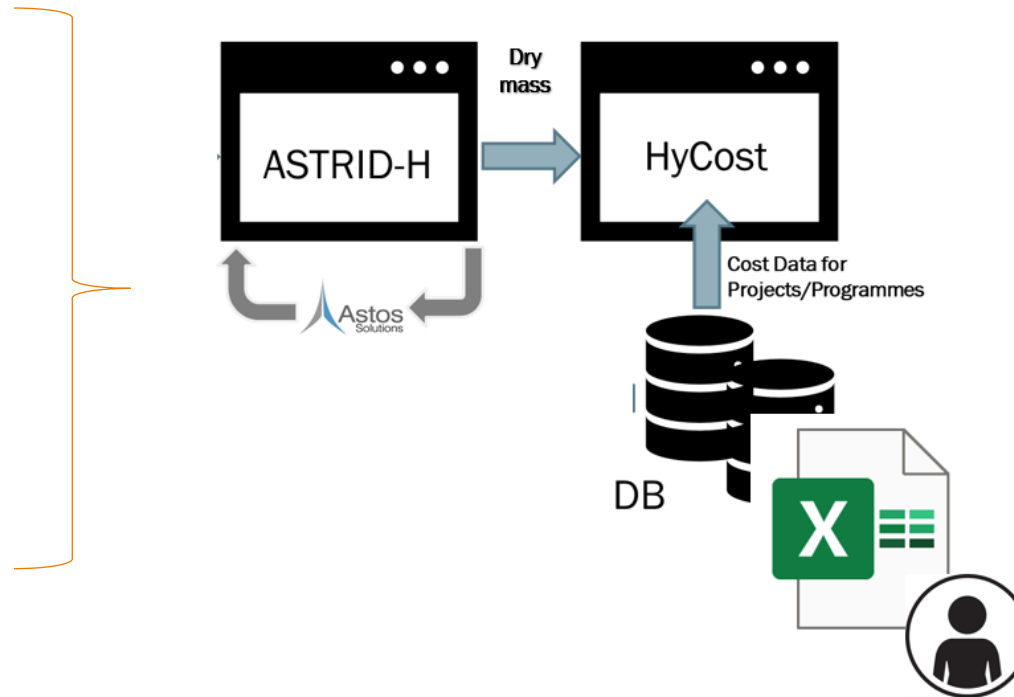 Dry
mass
ASTRID-H
HyCost
Cost Data for
Projects/Programmes
Astos
Solutions
DB
X